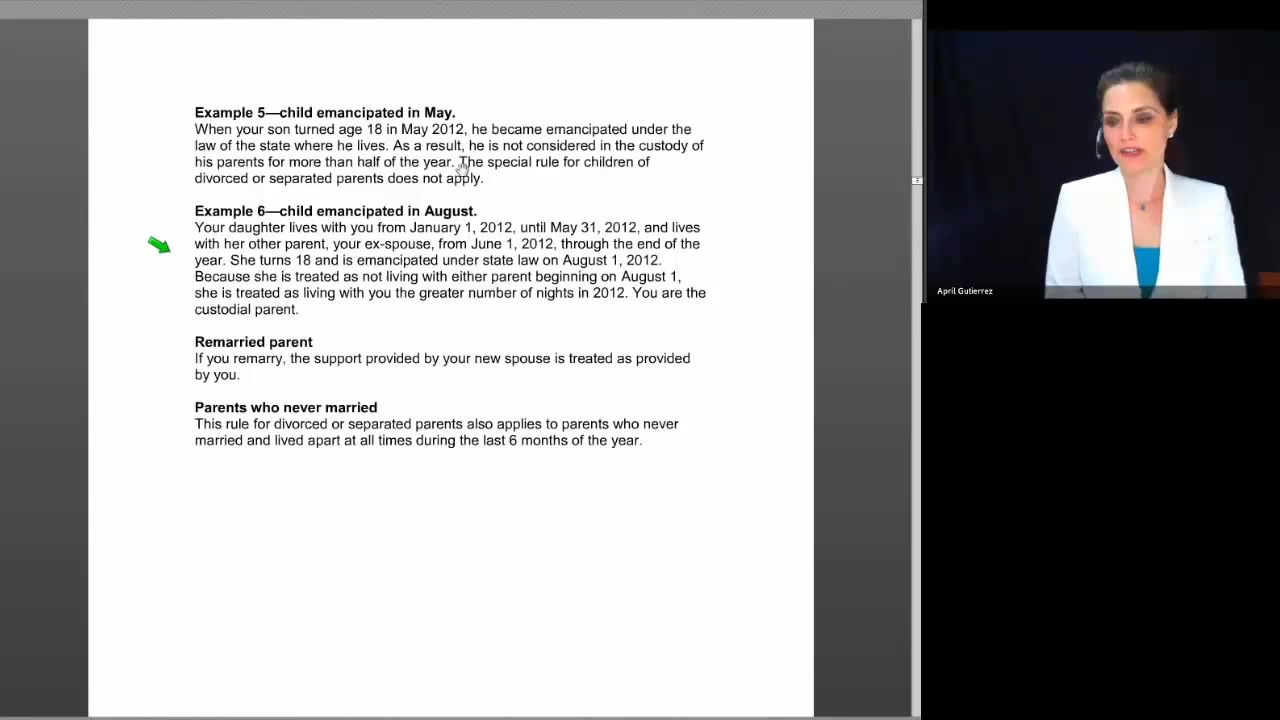 Example 5—child emancipated in May.
When your son turned age 18 in May 2012, he became emancipated under the
law of the state where he lives. As a result, he is not considered in the custody of
his parents for more than half of the year. The special rule for children of
divorced or separated parents does not apply.
Example 6—child emancipated in August.
Your daughter lives with you from January 1, 2012, until May 31, 2012, and lives
with her other parent, your ex-spouse, from June 1, 2012, through the end of the
year. She turns 18 and is emancipated under state law on August 1, 2012.
Because she is treated as not living with either parent beginning on August 1,
she is treated as living with you the greater number of nights in 2012. You are the
custodial parent.
Remarried parent
If you remarry, the support provided by your new spouse is treated as provided
by you.
Parents who never married
This rule for divorced or separated parents also applies to parents who never
married and lived apart at all times during the last 6 months of the year.
April Gutierrez